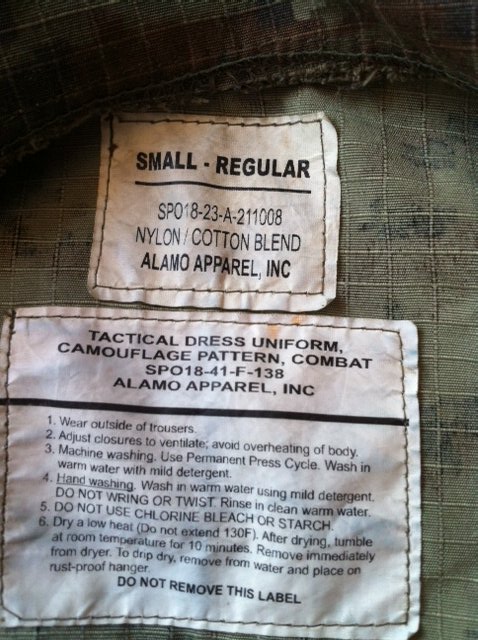 SMALL - REGULAR
SPO18-23-A-211008
NYLON / COTTON BLEND
ALAMO APPAREL, INC
TACTICAL DRESS UNIFORM,
CAMOUFLAGE PATTERN, COMBAT
SPO18-41-F-138
ALAMO APPAREL, INC
1. Wear outside of trousers.
2. Adjust closures to ventilate; avoid overheating of body.
3. Machine washing. Use Permanent Press Cycle. Wash in
warm water with mild detergent.
4. Hand washing. Wash in warm water using mild detergent.
DO NOT WRING OR TWIST. Rinse in clean warm water.
5. DO NOT USE CHLORINE BLEACH OR STARCH.
6. Dry a low heat (Do not extend 130F). After drying, tumble
at room temperature for 10 minutes. Remove immediately
from dryer. To drip dry, remove from water and place on
rust-proof hanger.
DO NOT REMOVE THIS LABEL